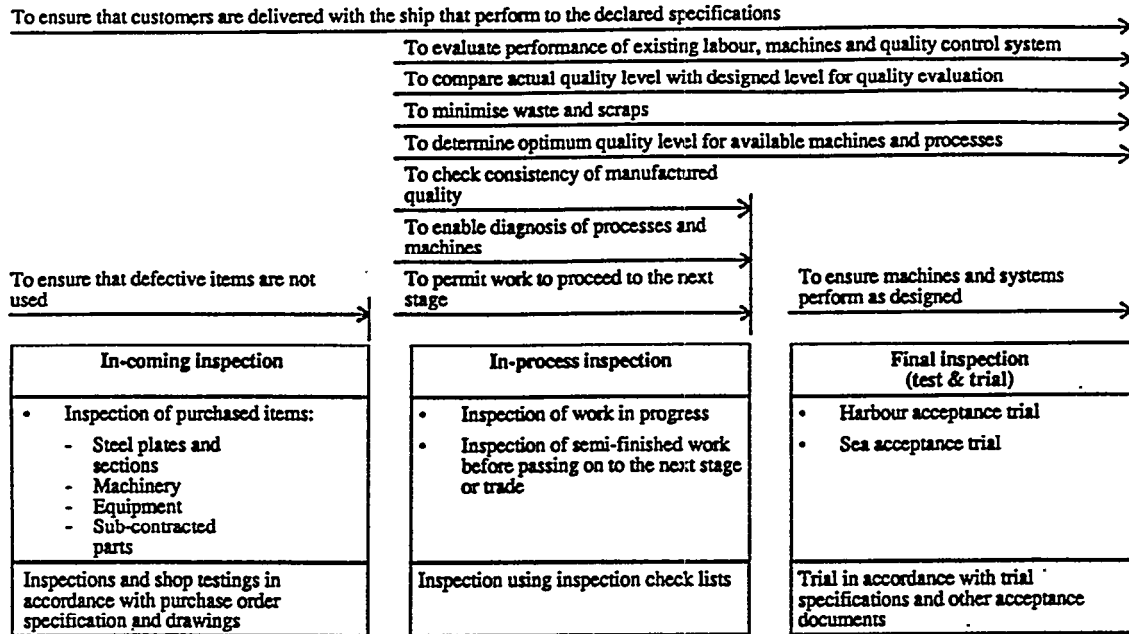 To ensure that customers are delivered with the ship that perform to the declared specifications
To evaluate performance of existing labour, machines and quality control system
To compare actual quality level with designed level for quality evaluation
To minimise waste and scraps
To determine optimum quality level for available machines and processes
To check consistency of manufactured
quality
To enable diagnosis of processes and
machines
To ensure that defective items are not
used
To permit work to proceed to the next
stage
To ensure machines and systems
perform as designed
In-coming inspection
• Inspection of purchased items:
- Steel plates and
sections
- Machinery
- Equipment
- Sub-contracted
parts
Inspections and shop testings in
accordance with purchase order
specification and drawings
In-process inspection
• Inspection of work in progress
• Inspection of semi-finished work
before passing on to the next stage
or trade
Inspection using inspection check lists
Final inspection
(test & trial)
• Harbour acceptance trial
• Sea acceptance trial
Trial in accordance with trial
specifications and other acceptance
documents